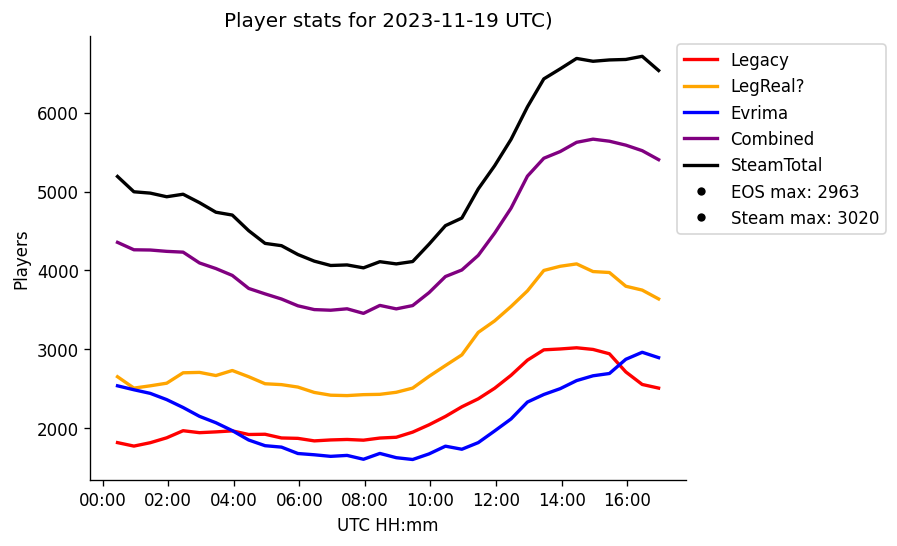 Player stats for 2023-11-19 UTC)
Legacy
LegReal?
Evrima
Combined
SteamTotal
EOS max: 2963
Steam max: 3020
Players
6000
5000
4000
3000
2000
00:00 02:00 04:00 06:00 08:00 10:00 12:00 14:00 16:00
UTC HH:mm